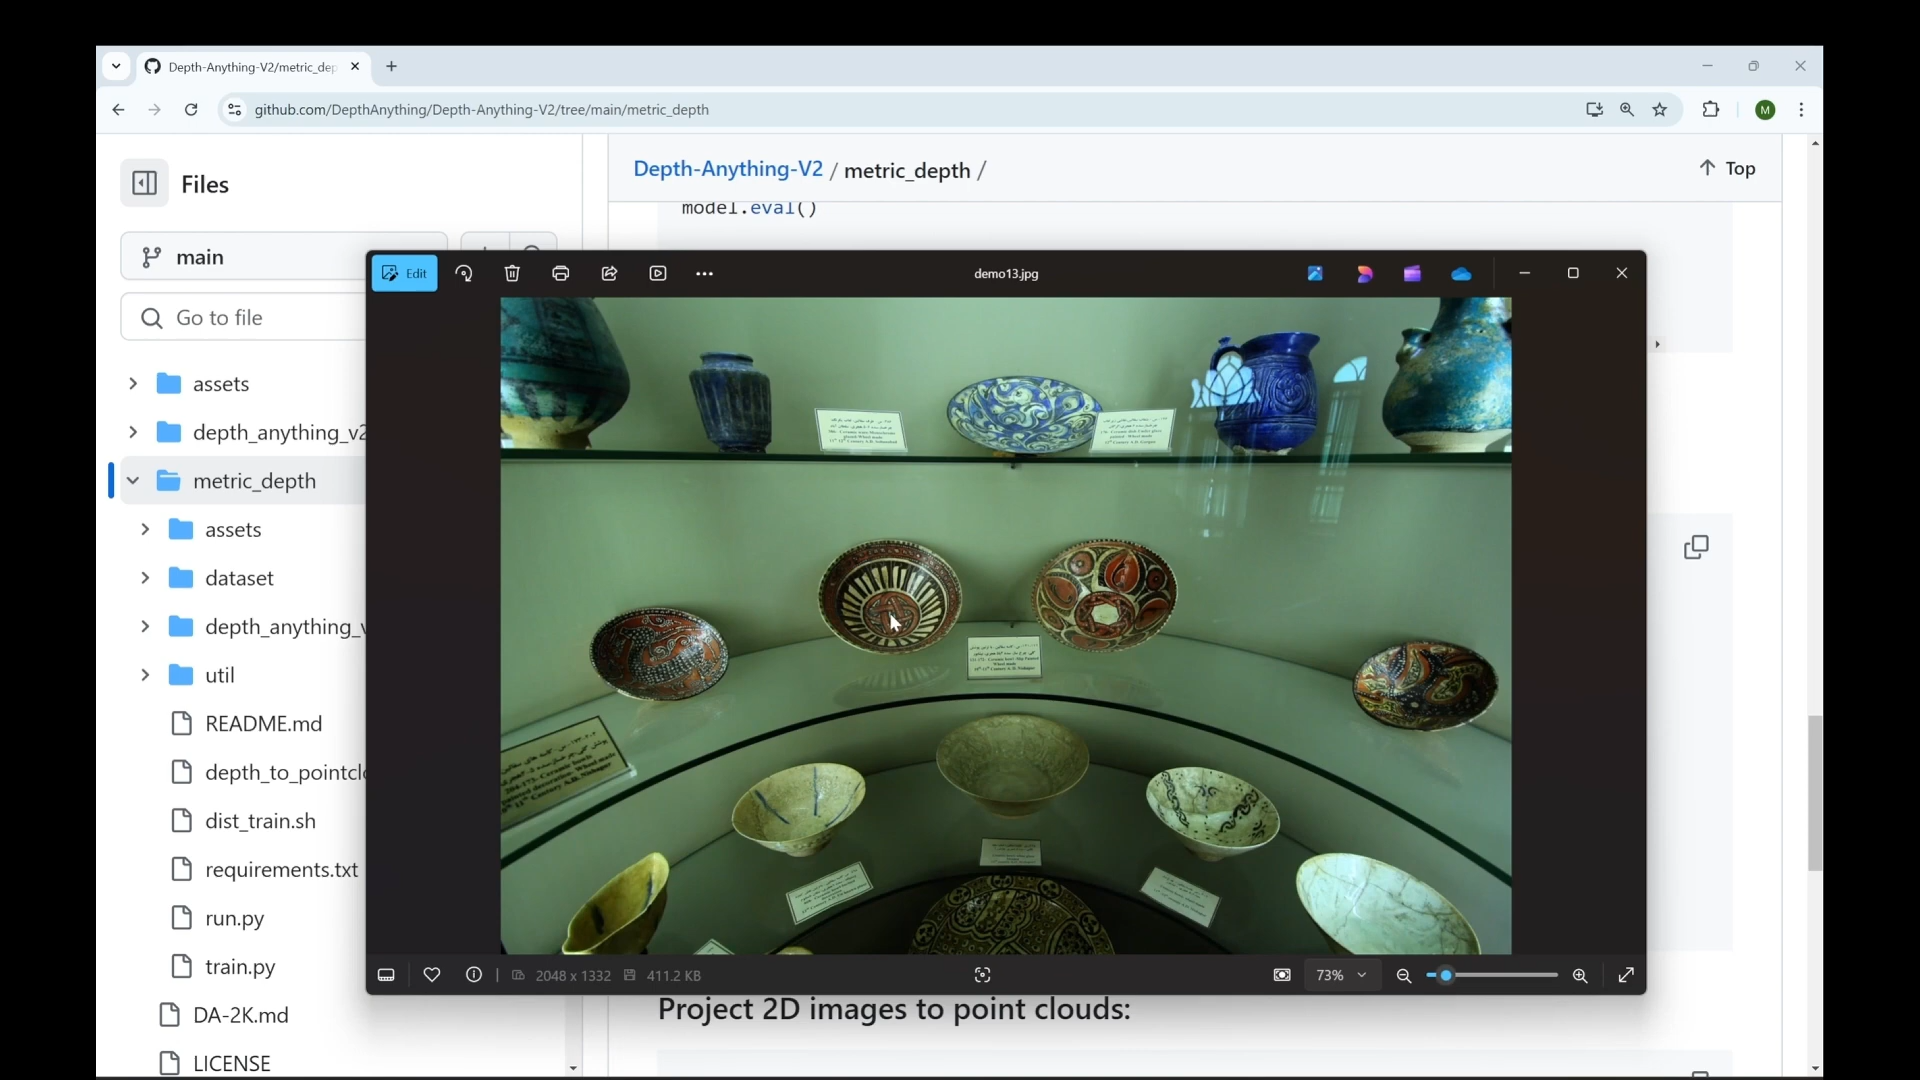 Depth-Anything-V2/metric_dep
github.com/DepthAnything/Depth-Anything-V2/tree/main/metric_depth
Files
Depth-Anything-V2 / metric_depth /
Top
model.eval()
main
Edit
demo13.jpg
M
Go to file
assets
depth_anything_v2
metric_depth
assets
dataset
depth_anything_v
util
README.md
depth_to_pointcl
dist_train.sh
requirements.txt
run.py
train.py
DA-2K.md
LICENSE
2048 x 1332
411.2 KB
73%
Project 2D images to point clouds: